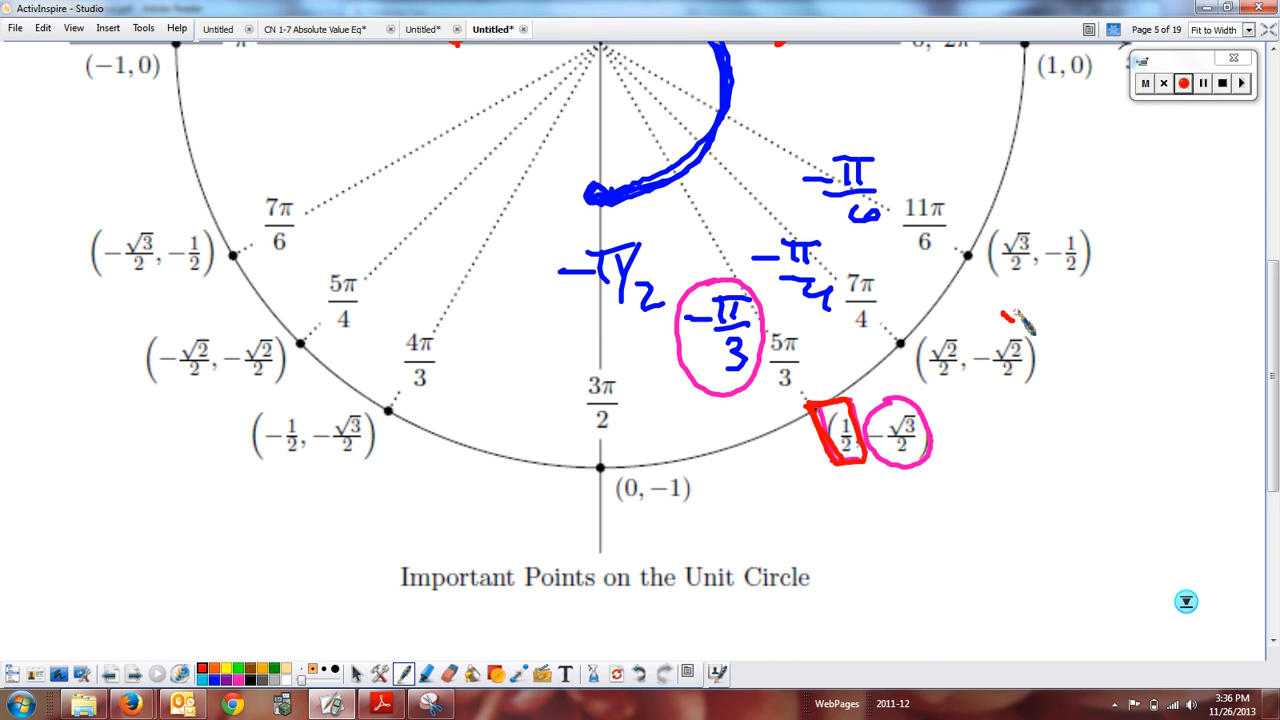 ActivInspire - Studio
File Edit View Insert Tools Help
Untitled CN 1-7 Absolute Value Eq* Untitled* Untitled*
Page 5 of 19 Fit to Width
(−1, 0)
(1, 0)
M
−π/6
7π/6
11π/6
(−√3/2, −1/2)
(√3/2, −1/2)
−π/2
−π/4
5π/4
7π/4
−π/3
4π/3
5π/3
(−√2/2, −√2/2)
(√2/2, −√2/2)
3π/2
(−1/2, −√3/2)
(1/2, −√3/2)
(0, −1)
Important Points on the Unit Circle
T
WebPages 2011-12
3:36 PM
11/26/2013